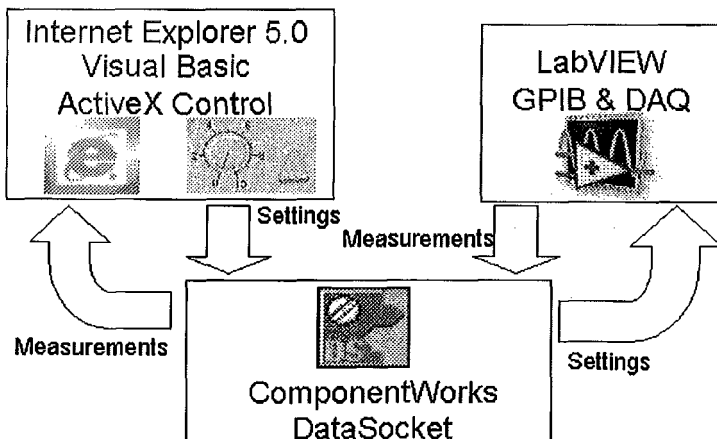 Internet Explorer 5.0
Visual Basic
ActiveX Control
LabVIEW
GPIB & DAQ
Settings
Measurements
Measurements
Settings
ComponentWorks
DataSocket